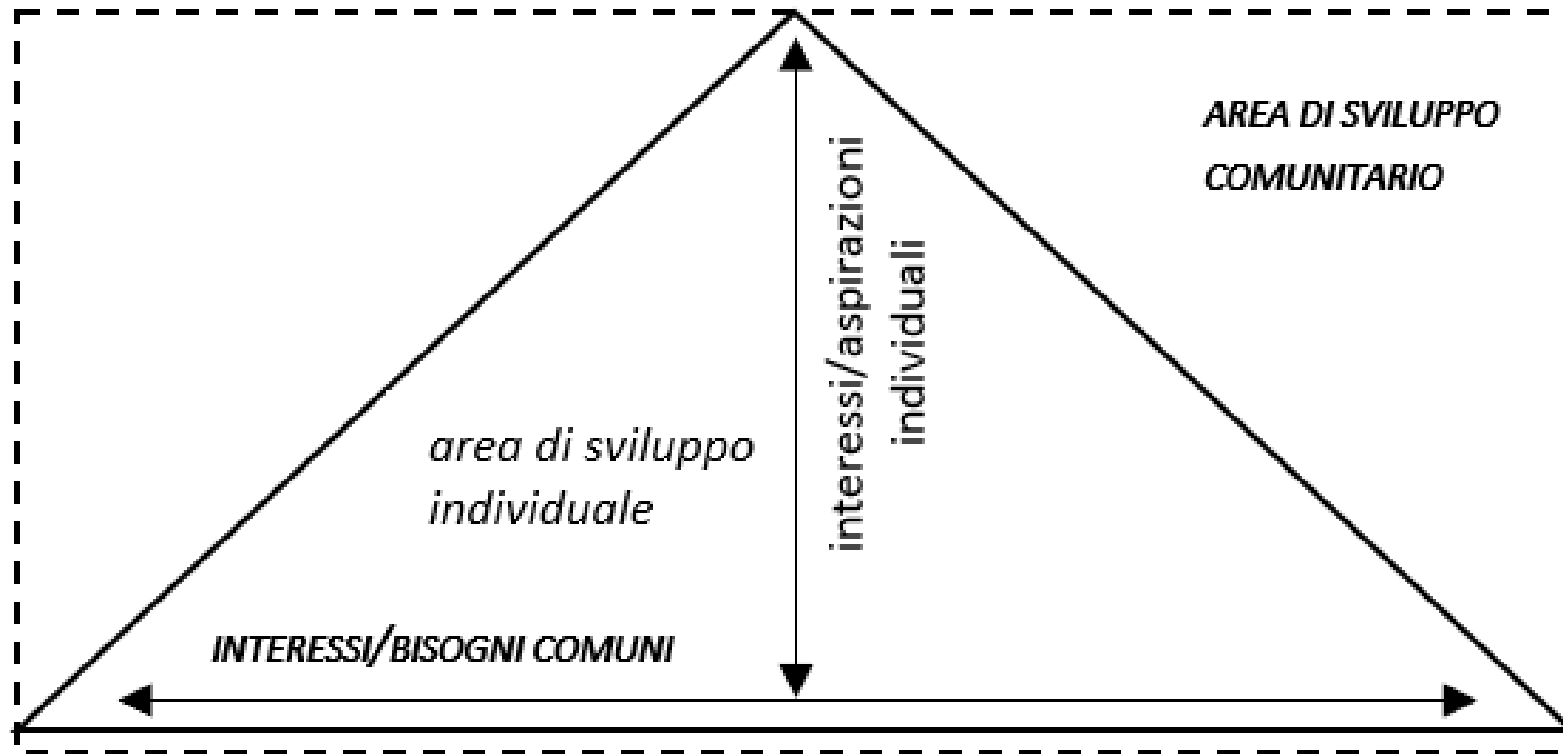 AREA DI SVILUPPO
COMUNITARIO
interessi/aspirazioni
individuali
area di sviluppo
individuale
INTERESSI/BISOGNI COMUNI